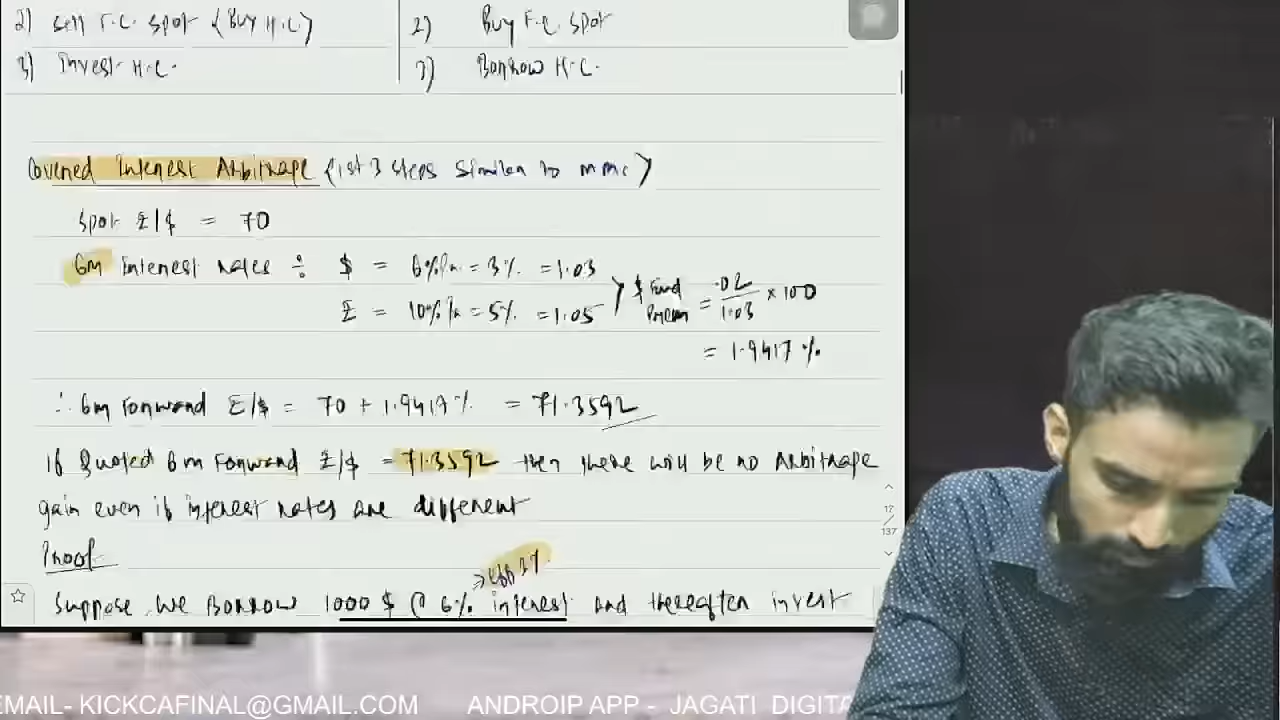 2) Sell F.C. Spot (Buy H.C)
3) Invest H.C.
2) Buy F.C. Spot
3) Borrow H.C.
Covered Interest Arbitrage (1st 3 steps similar to MMC)
Spot ₤/$ = 70
6m Interest rates ÷ $ = 6% p.a = 3% = 1.03
₤ = 10% p.a = 5% = 1.05
$ Fwd Prem = .02/1.03 × 100
= 1.9417 %
∴ 6m Forward ₤/$ = 70 + 1.9417% = 71.3592
If Quoted 6m Forward ₤/$ = 71.3592 then there will be no Arbitrage
gain even if interest rates are different
Proof
Suppose we Borrow 1000 $ @ 6% interest and thereafter invest
17
/
137
EMAIL- KICKCAFINAL@GMAIL.COM ANDROIP APP - JAGATI DIGITA